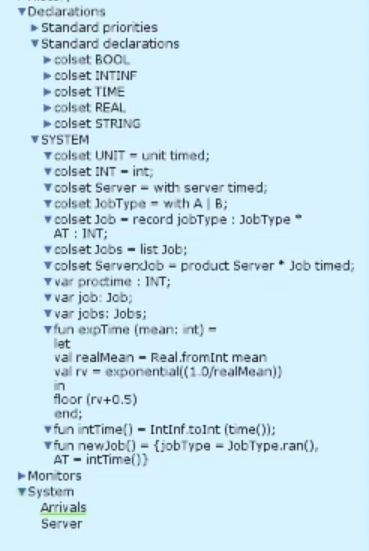 Declarations
Standard priorities
Standard declarations
colset BOOL
colset INTINF
colset TIME
colset REAL
colset STRING
SYSTEM
colset UNIT = unit timed;
colset INT = int;
colset Server = with server timed;
colset JobType = with A | B;
colset Job = record jobType : JobType *
AT : INT;
colset Jobs = list Job;
colset ServerxJob = product Server * Job timed;
var proctime : INT;
var job: Job;
var jobs: Jobs;
fun expTime (mean: int) =
let
val realMean = Real.fromInt mean
val rv = exponential((1.0/realMean))
in
floor (rv+0.5)
end;
fun intTime() = IntInf.toInt (time());
fun newJob() = {jobType = JobType.ran(),
AT = intTime()}
Monitors
System
Arrivals
Server